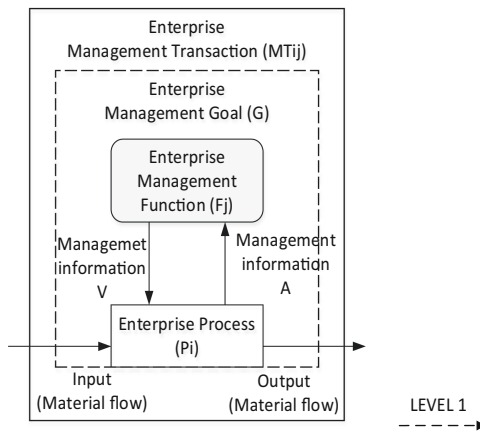 Enterprise
Management Transaction (MTij)
Enterprise
Management Goal (G)
Enterprise
Management
Function (Fj)
Managemet
information
V
Management
information
A
Enterprise Process
(Pi)
Input
(Material flow)
Output
(Material flow)
LEVEL 1